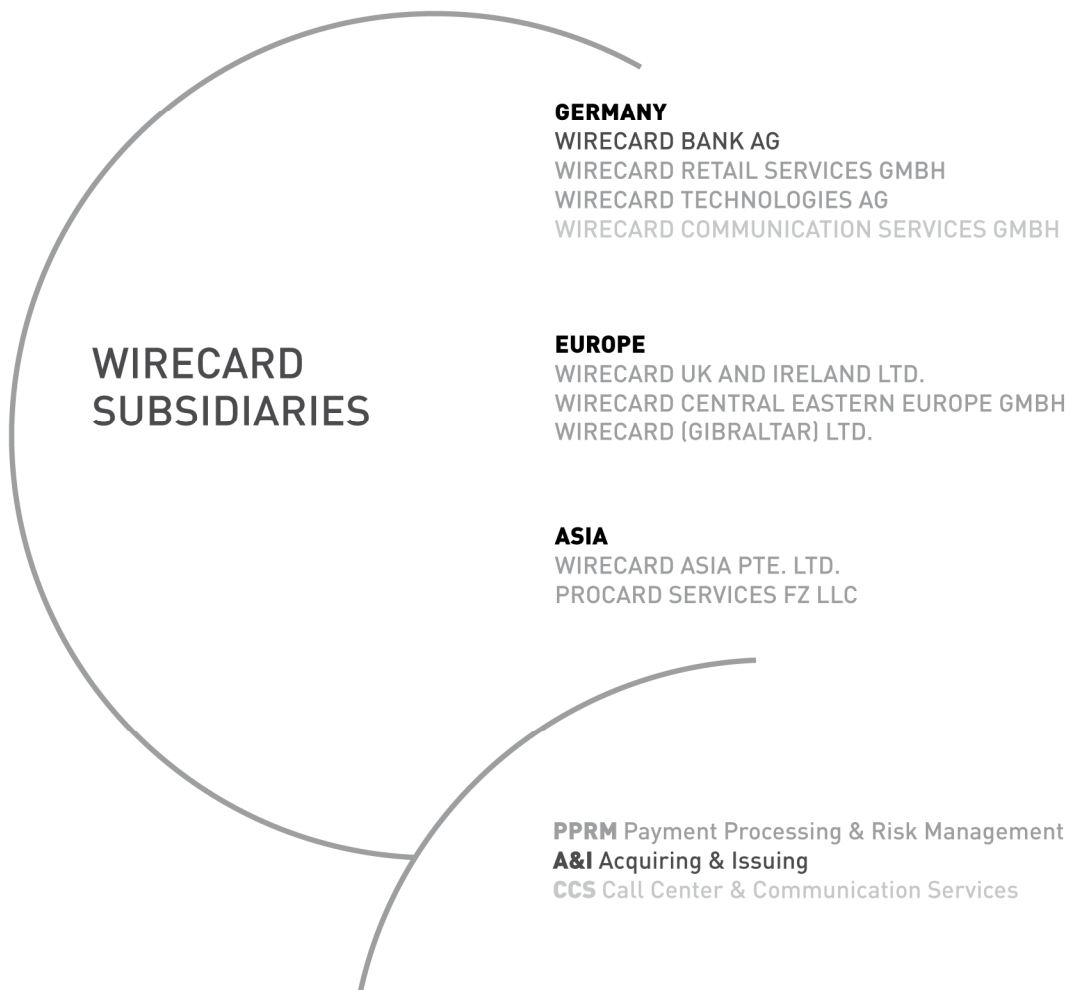 WIRECARD
SUBSIDIARIES
GERMANY
WIRECARD BANK AG
WIRECARD RETAIL SERVICES GMBH
WIRECARD TECHNOLOGIES AG
WIRECARD COMMUNICATION SERVICES GMBH
EUROPE
WIRECARD UK AND IRELAND LTD.
WIRECARD CENTRAL EASTERN EUROPE GMBH
WIRECARD (GIBRALTAR) LTD.
ASIA
WIRECARD ASIA PTE. LTD.
PROCARD SERVICES FZ LLC
PPRM Payment Processing & Risk Management
A&I Acquiring & Issuing
CCS Call Center & Communication Services